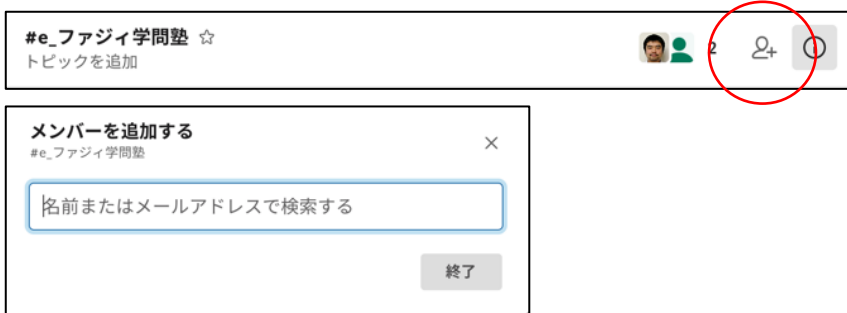 #e_ファジィ学問塾 ☆
トピックを追加
2
メンバーを追加する
#e_ファジィ学問塾
名前またはメールアドレスで検索する
終了